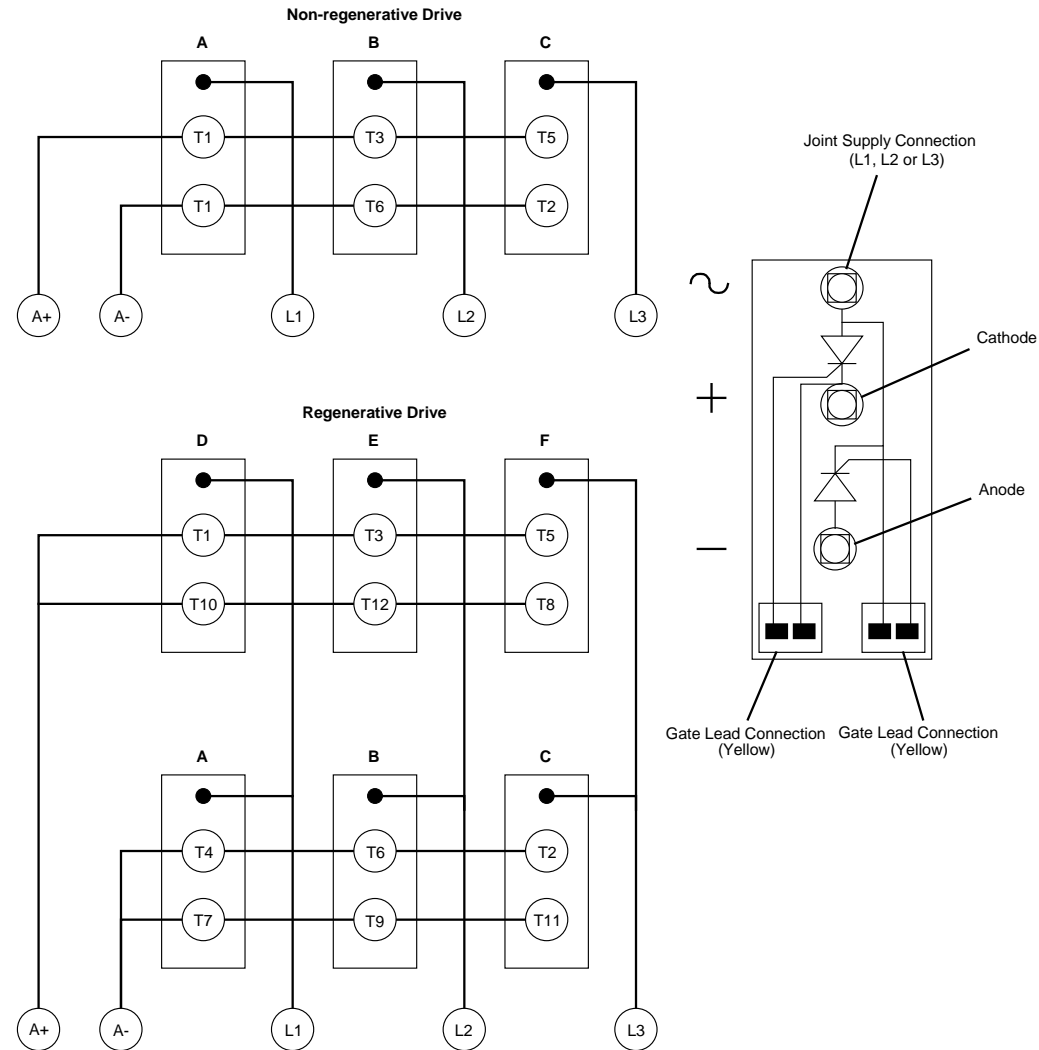 Non-regenerative Drive
A B C
T1 T3 T5
T1 T6 T2
A+ A- L1 L2 L3
Regenerative Drive
D E F
T1 T3 T5
T10 T12 T8
A B C
T4 T6 T2
T7 T9 T11
A+ A- L1 L2 L3
Joint Supply Connection
(L1, L2 or L3)
Cathode
+
Anode
—
Gate Lead Connection
(Yellow)
Gate Lead Connection
(Yellow)